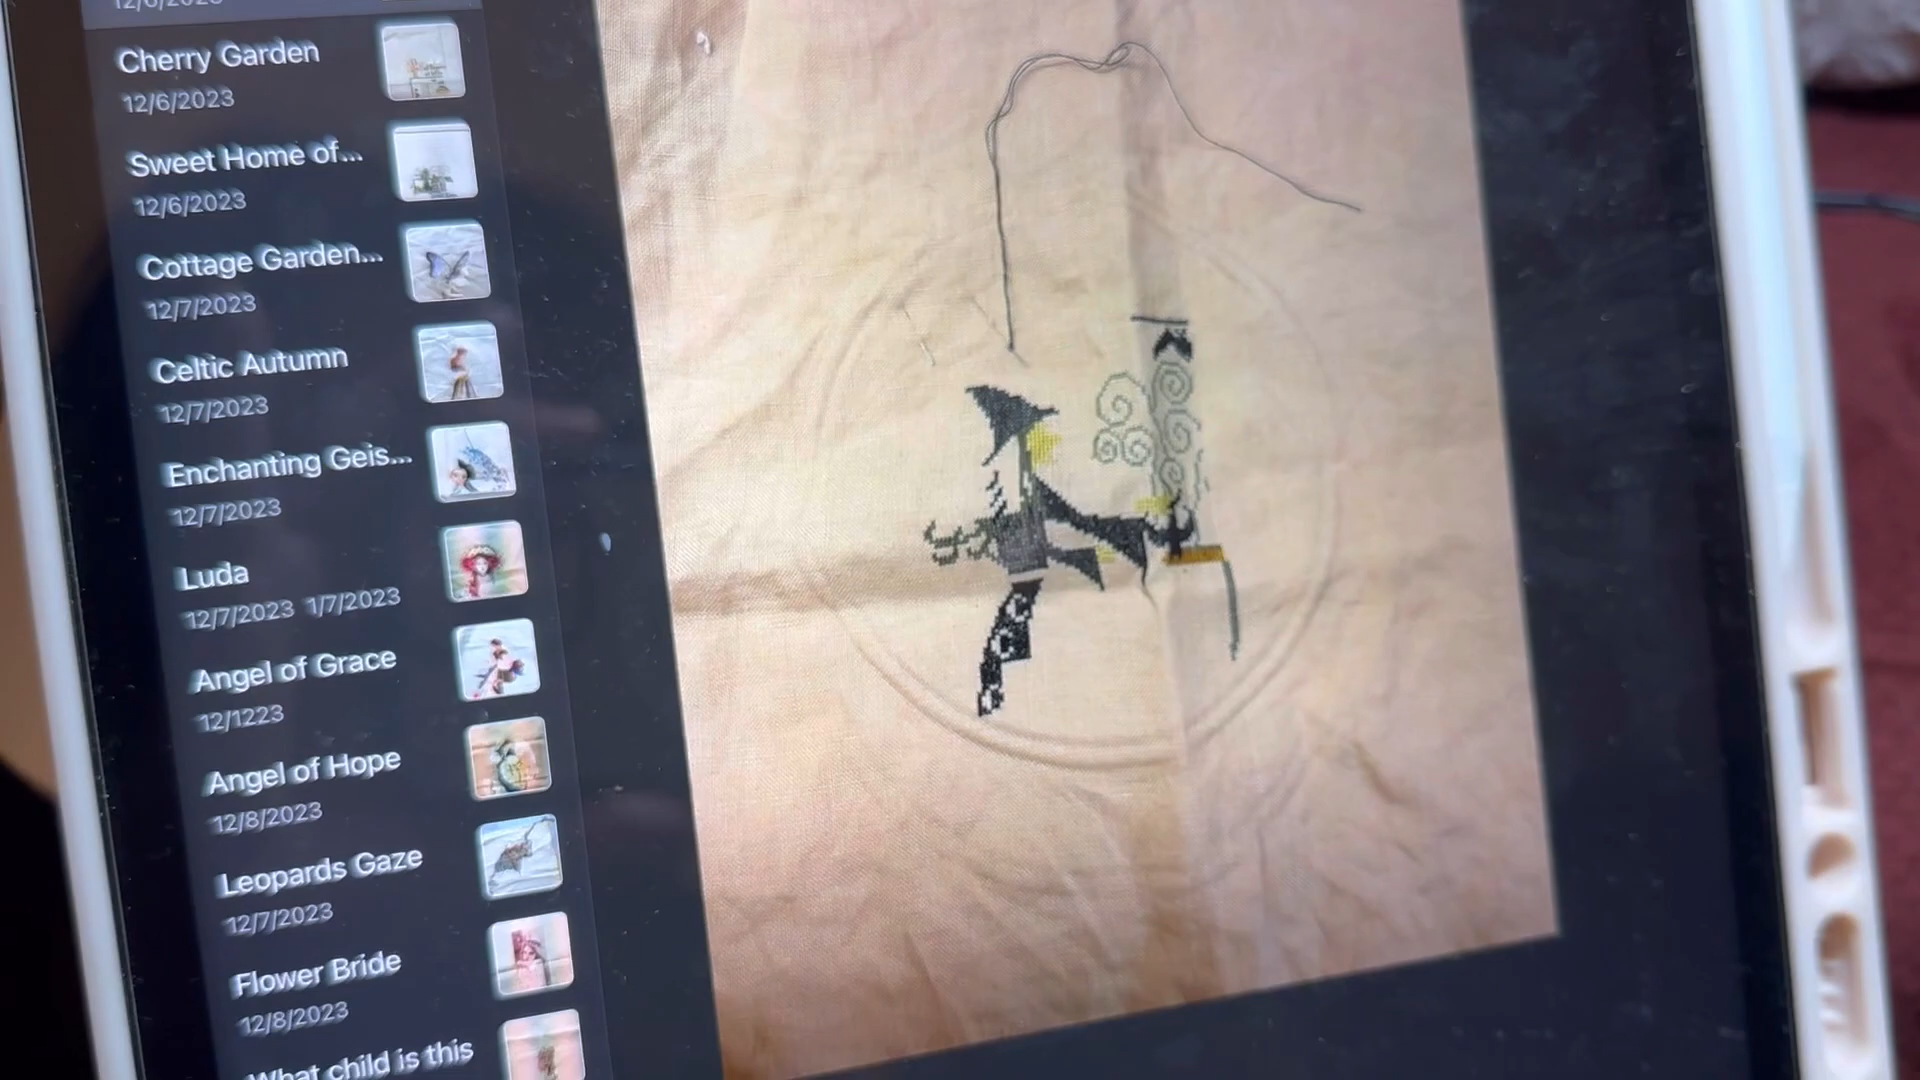 12/6/2023
Cherry Garden
12/6/2023
Sweet Home of...
12/6/2023
Cottage Garden...
12/7/2023
Celtic Autumn
12/7/2023
Enchanting Geis...
12/7/2023
Luda
12/7/2023 1/7/2023
Angel of Grace
12/1223
Angel of Hope
12/8/2023
Leopards Gaze
12/7/2023
Flower Bride
12/8/2023
What child is this